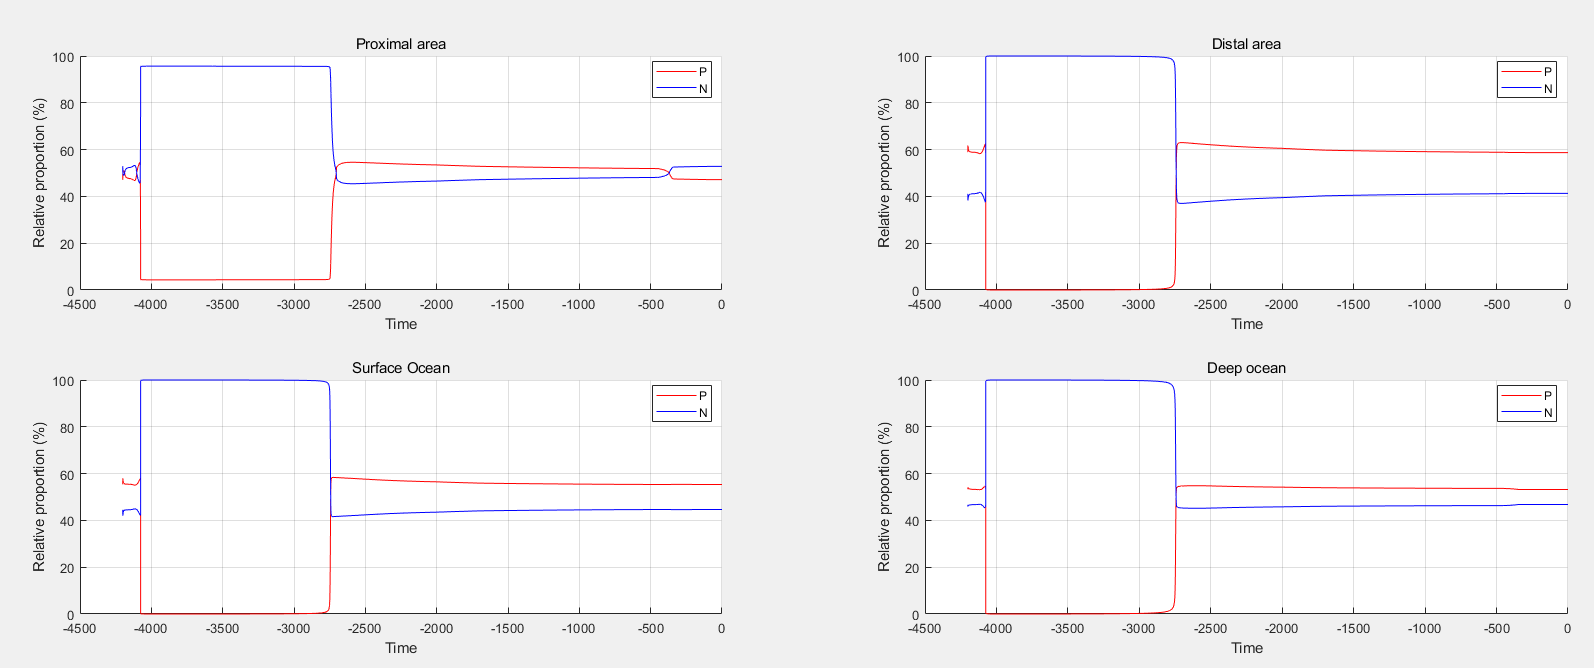 Proximal area
100
80
60
40
20
0
Relative proportion (%)
P
N
-4500 -4000 -3500 -3000 -2500 -2000 -1500 -1000 -500 0
Time
Distal area
100
80
60
40
20
0
Relative proportion (%)
P
N
-4500 -4000 -3500 -3000 -2500 -2000 -1500 -1000 -500 0
Time
Surface Ocean
100
80
60
40
20
0
Relative proportion (%)
P
N
-4500 -4000 -3500 -3000 -2500 -2000 -1500 -1000 -500 0
Time
Deep ocean
100
80
60
40
20
0
Relative proportion (%)
P
N
-4500 -4000 -3500 -3000 -2500 -2000 -1500 -1000 -500 0
Time